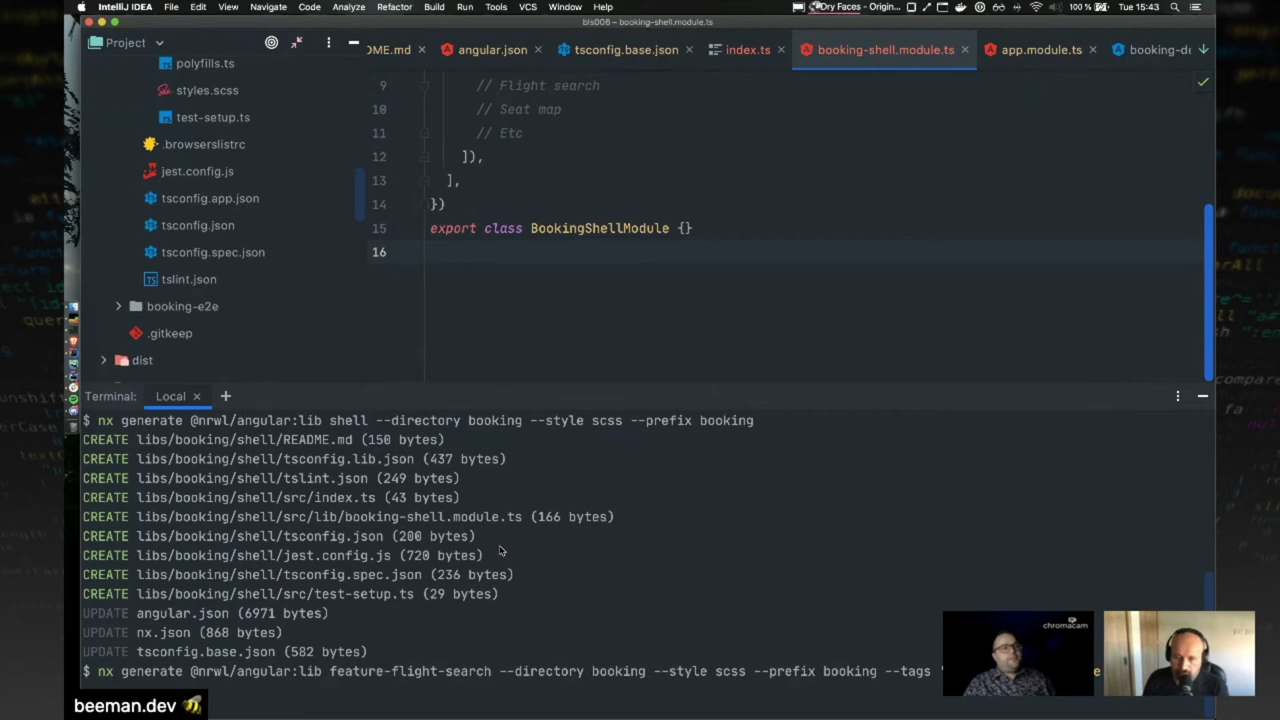 IntelliJ IDEA File Edit View Navigate Code Analyze Refactor Build Run Tools VCS Window Help Dry Faces - Origin... 100 % Tue 15:43
bls006 – booking-shell.module.ts
Project
OME.md angular.json tsconfig.base.json index.ts booking-shell.module.ts app.module.ts
polyfills.ts
styles.scss
test-setup.ts
.browserslistrc
jest.config.js
tsconfig.app.json
tsconfig.json
tsconfig.spec.json
tslint.json
booking-e2e
.gitkeep
dist
9 // Flight search
10 // Seat map
11 // Etc
12 ]),
13 ],
14 })
15 export class BookingShellModule {}
16
Terminal: Local +
$ nx generate @nrwl/angular:lib shell --directory booking --style scss --prefix booking
CREATE libs/booking/shell/README.md (150 bytes)
CREATE libs/booking/shell/tsconfig.lib.json (437 bytes)
CREATE libs/booking/shell/tslint.json (249 bytes)
CREATE libs/booking/shell/src/index.ts (43 bytes)
CREATE libs/booking/shell/src/lib/booking-shell.module.ts (166 bytes)
CREATE libs/booking/shell/tsconfig.json (200 bytes)
CREATE libs/booking/shell/jest.config.js (720 bytes)
CREATE libs/booking/shell/tsconfig.spec.json (236 bytes)
CREATE libs/booking/shell/src/test-setup.ts (29 bytes)
UPDATE angular.json (6971 bytes)
UPDATE nx.json (868 bytes)
UPDATE tsconfig.base.json (582 bytes)
$ nx generate @nrwl/angular:lib feature-flight-search --directory booking --style scss --prefix booking --tags
chromacam
beeman.dev